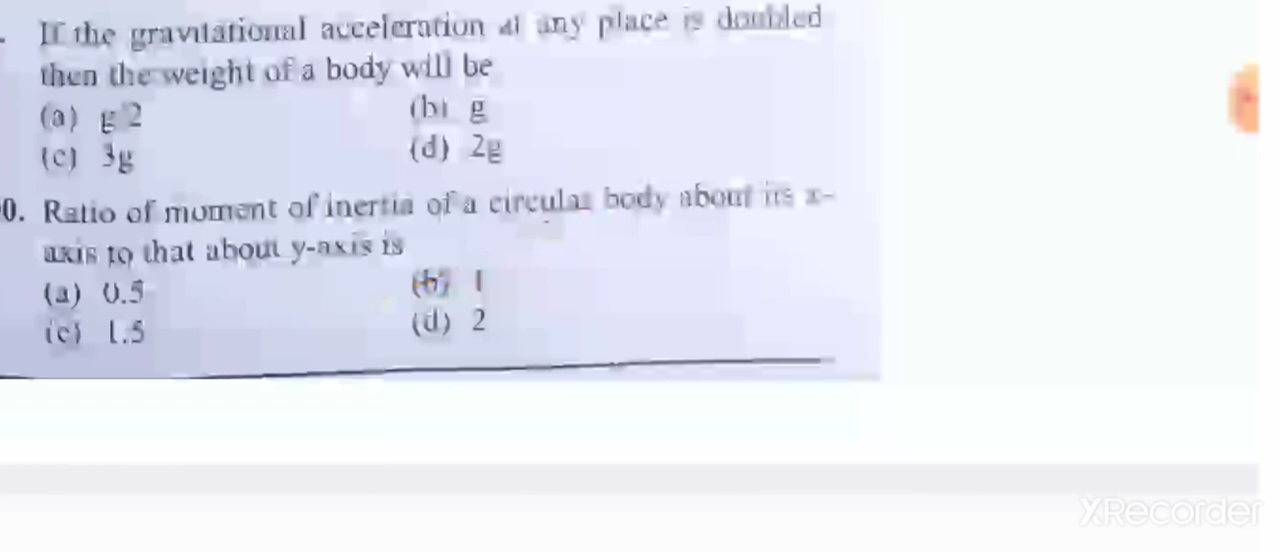 If the gravitational acceleration at any place is doubled
then the weight of a body will be
(a) g/2 (b) g
(c) 3g (d) 2g
0. Ratio of moment of inertia of a circular body about its x-
axis to that about y-axis is
(a) 0.5 (b) 1
(c) 1.5 (d) 2
XRecorder